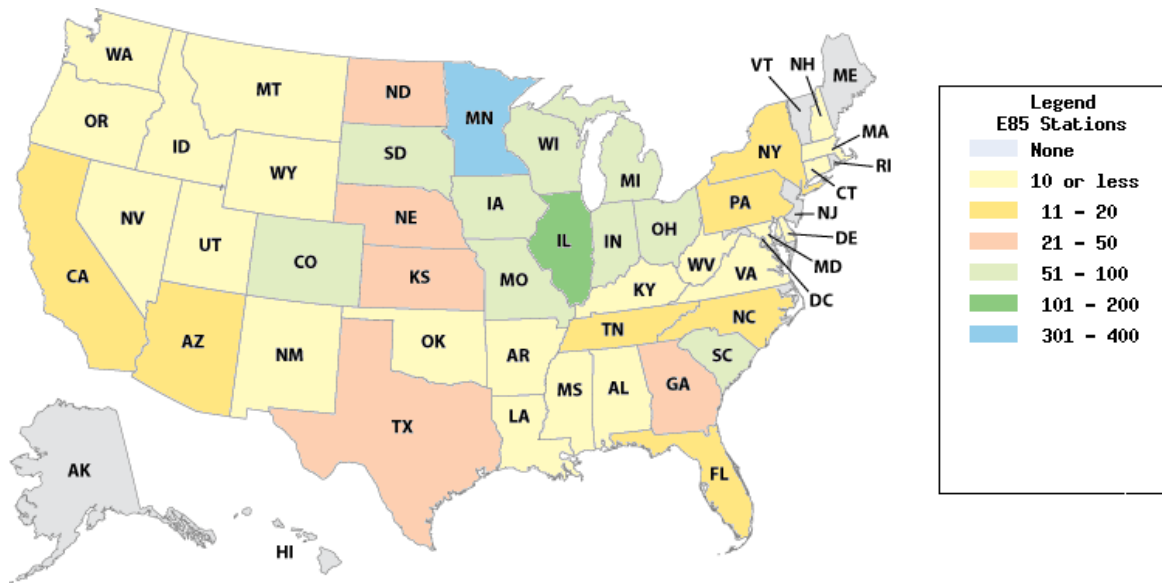 WA
MT
ND
MN
VT
NH
ME
OR
ID
SD
WI
MA
NY
RI
WY
MI
CT
NV
NE
IA
PA
NJ
UT
IL
IN
OH
DE
CA
CO
KS
MO
WV
VA
MD
KY
DC
AZ
NM
OK
TN
NC
AR
SC
MS
AL
GA
LA
TX
AK
FL
HI
Legend
E85 Stations
None
10 or less
11 - 20
21 - 50
51 - 100
101 - 200
301 - 400